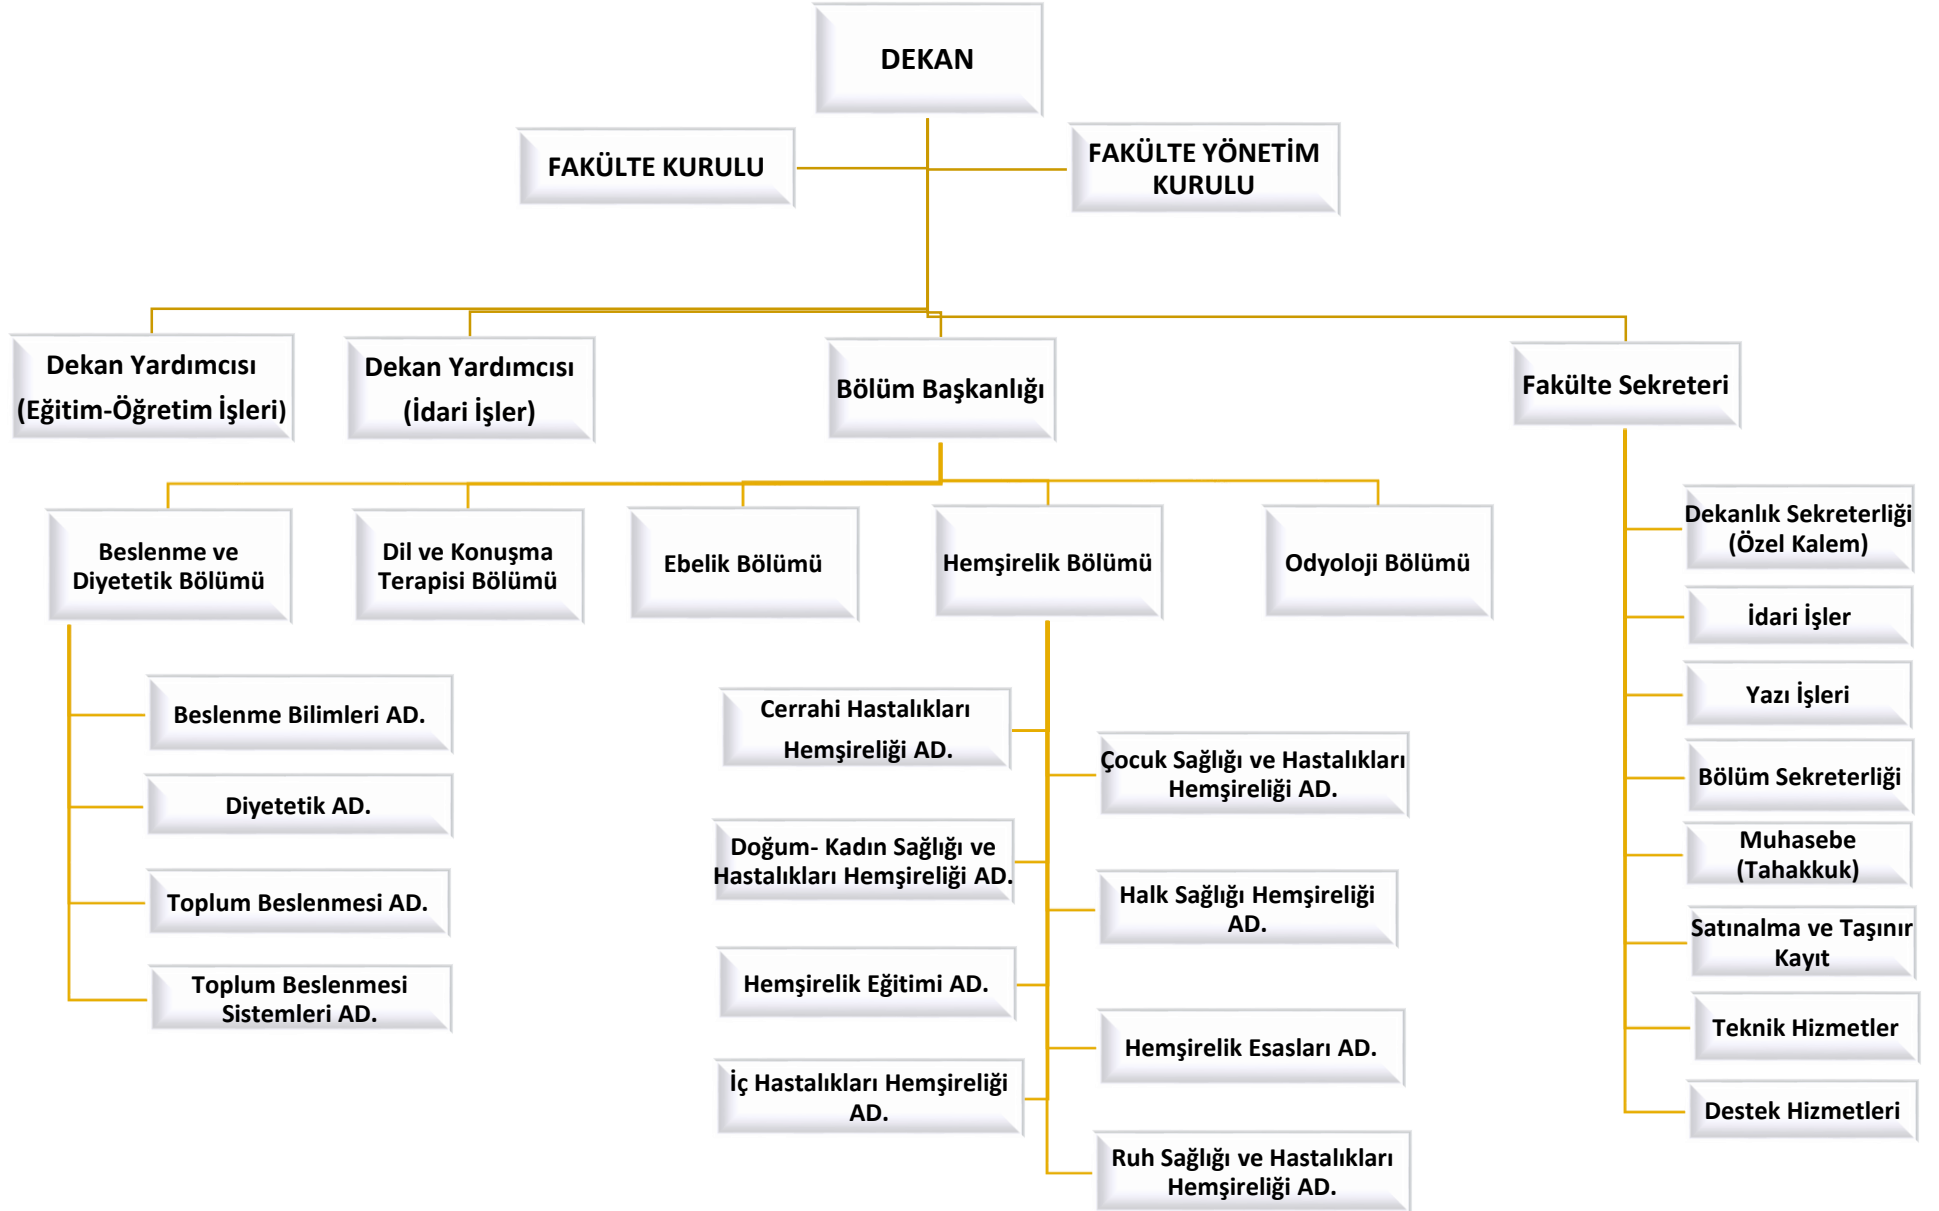 DEKAN
FAKÜLTE KURULU
FAKÜLTE YÖNETİM
KURULU
Dekan Yardımcısı
(Eğitim-Öğretim İşleri)
Dekan Yardımcısı
(İdari İşler)
Bölüm Başkanlığı
Fakülte Sekreteri
Beslenme ve
Diyetetik Bölümü
Dil ve Konuşma
Terapisi Bölümü
Ebelik Bölümü
Hemşirelik Bölümü
Odyoloji Bölümü
Beslenme Bilimleri AD.
Diyetetik AD.
Toplum Beslenmesi AD.
Toplum Beslenmesi
Sistemleri AD.
Cerrahi Hastalıkları
Hemşireliği AD.
Çocuk Sağlığı ve Hastalıkları
Hemşireliği AD.
Doğum- Kadın Sağlığı ve
Hastalıkları Hemşireliği AD.
Halk Sağlığı Hemşireliği
AD.
Hemşirelik Eğitimi AD.
Hemşirelik Esasları AD.
İç Hastalıkları Hemşireliği
AD.
Ruh Sağlığı ve Hastalıkları
Hemşireliği AD.
Dekanlık Sekreterliği
(Özel Kalem)
İdari İşler
Yazı İşleri
Bölüm Sekreterliği
Muhasebe
(Tahakkuk)
Satınalma ve Taşınır
Kayıt
Teknik Hizmetler
Destek Hizmetleri